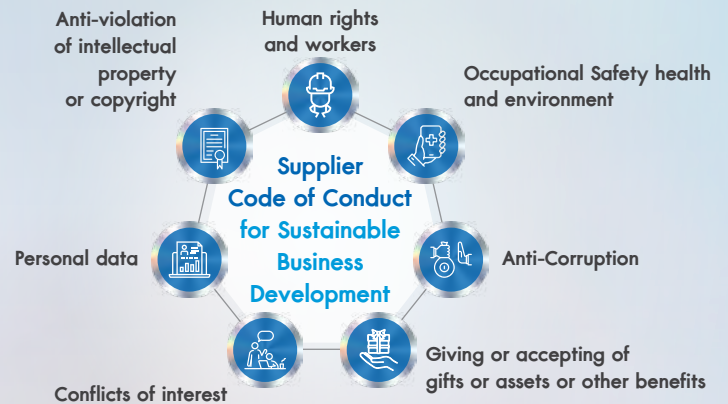 Anti-violation
of intellectual
property
or copyright
Human rights
and workers
Occupational Safety health
and environment
Supplier
Code of Conduct
for Sustainable
Business
Development
Personal data
Anti-Corruption
Conflicts of interest
Giving or accepting of
gifts or assets or other benefits